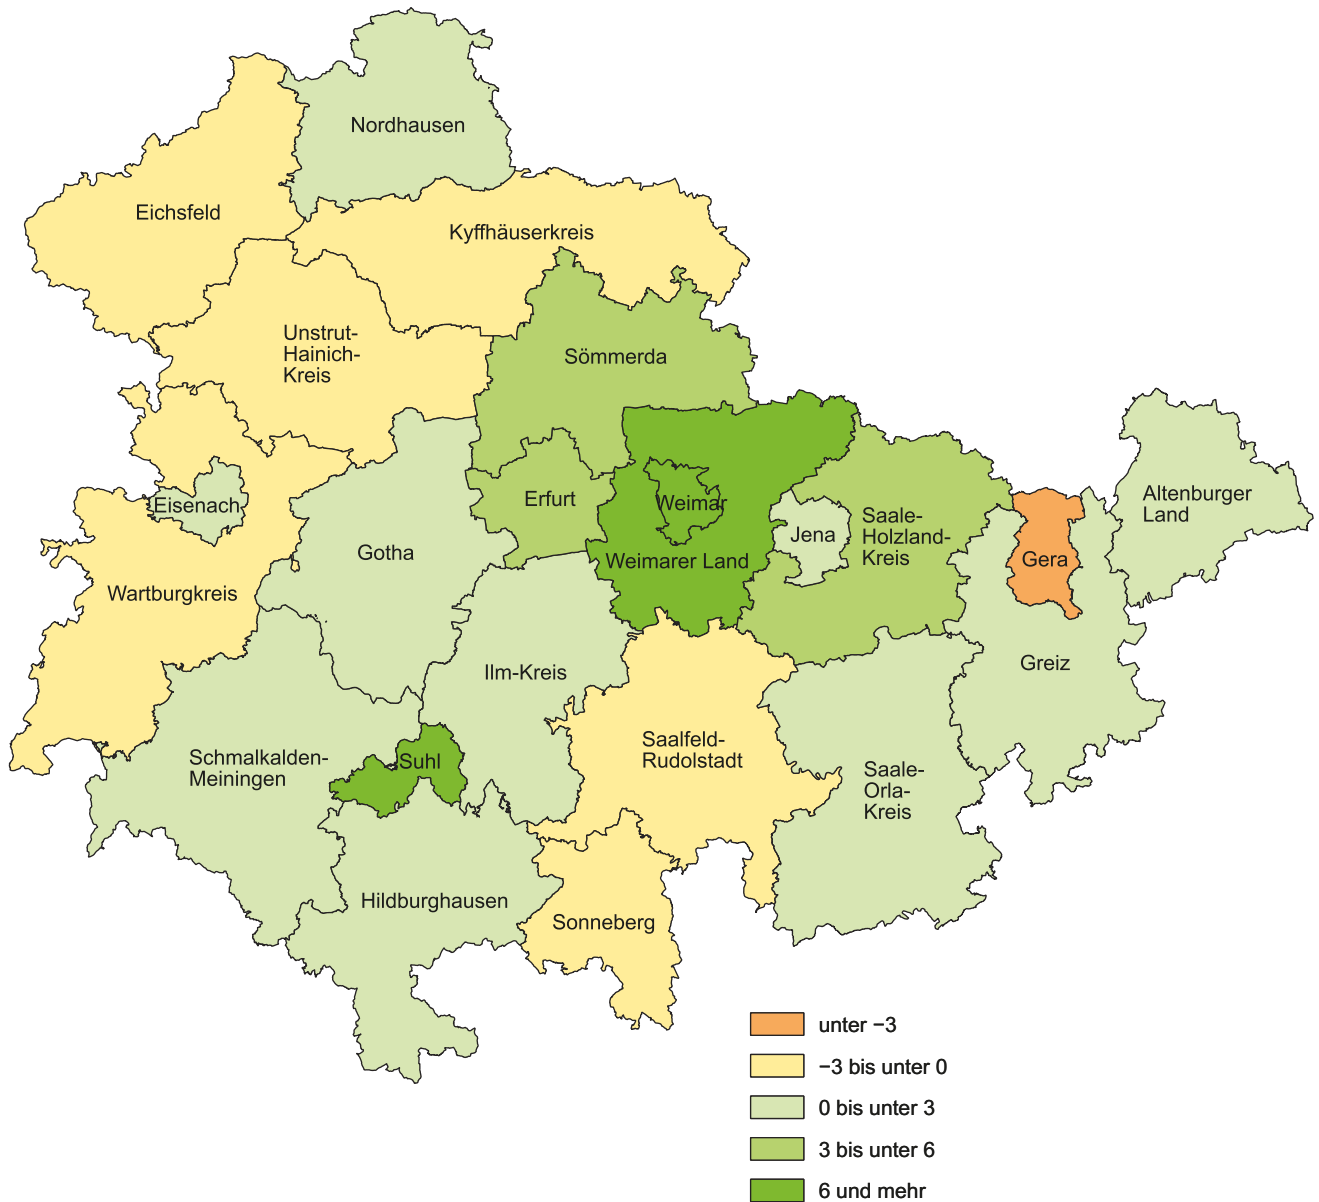 Nordhausen
Eichsfeld
Kyffhäuserkreis
Unstrut-
Hainich-
Kreis
Sömmerda
Eisenach
Erfurt
Weimar
Altenburger
Land
Gotha
Jena
Saale-
Holzland-
Kreis
Weimarer Land
Gera
Wartburgkreis
Ilm-Kreis
Greiz
Schmalkalden-
Meiningen
Suhl
Saalfeld-
Rudolstadt
Saale-
Orla-
Kreis
Hildburghausen
Sonneberg
unter −3
−3 bis unter 0
0 bis unter 3
3 bis unter 6
6 und mehr